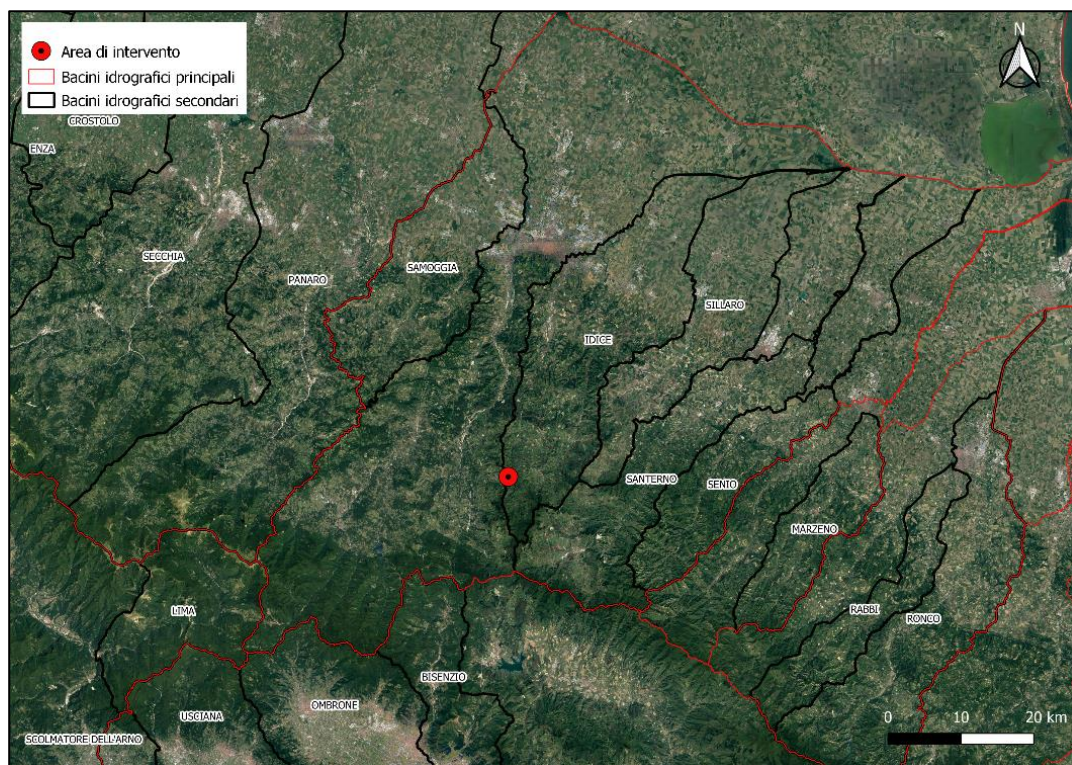 Area di intervento
Bacini idrografici principali
Bacini idrografici secondari
N
CROSTOLO
ENZA
SECCHIA
PANARO
SAMOGGIA
SILLARO
IDICE
SANTERNO
SENIO
MARZENO
LIMA
RABBI
RONCO
BISENZIO
OMBRONE
USCIANA
SCOLMATORE DELL'ARNO
0 10 20 km